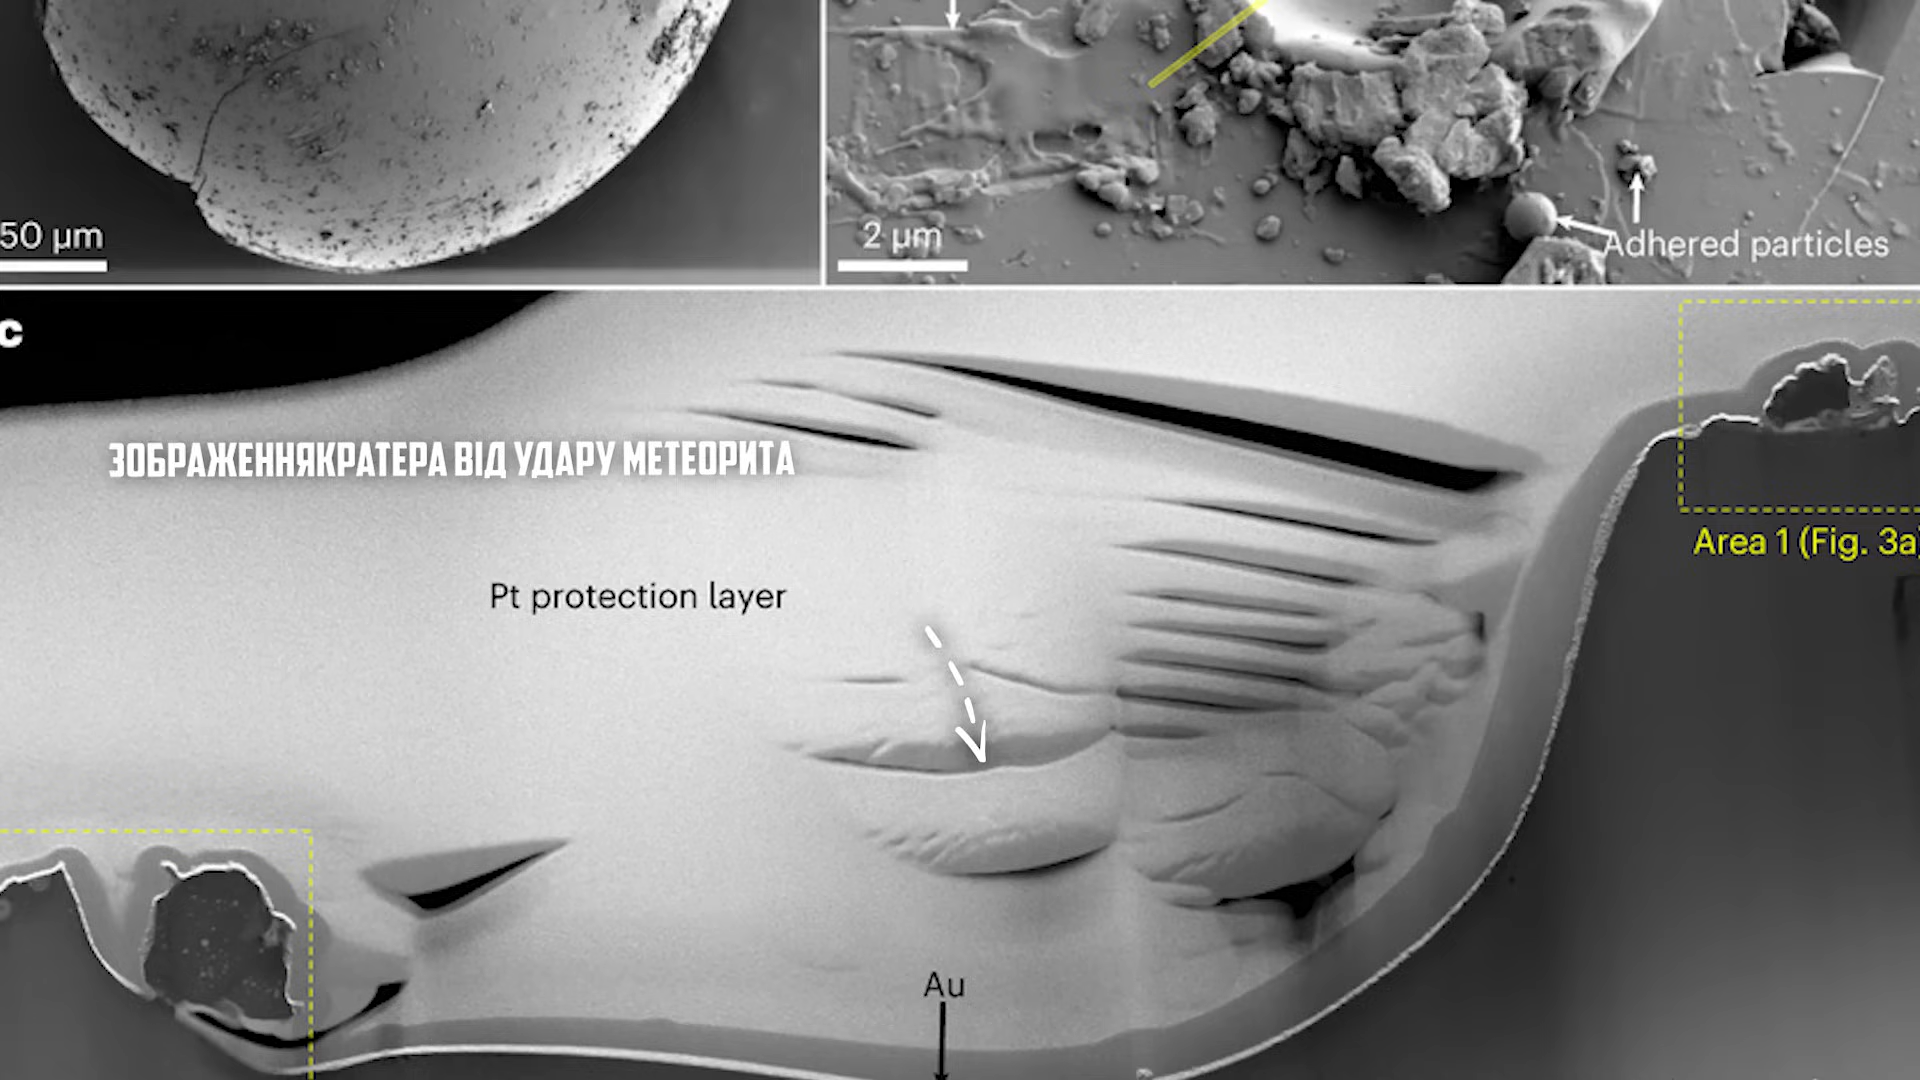 50 µm
2 µm
Adhered particles
c
ЗОБРАЖЕННЯКРАТЕРА ВІД УДАРУ МЕТЕОРИТА
Area 1 (Fig. 3a)
Pt protection layer
Au